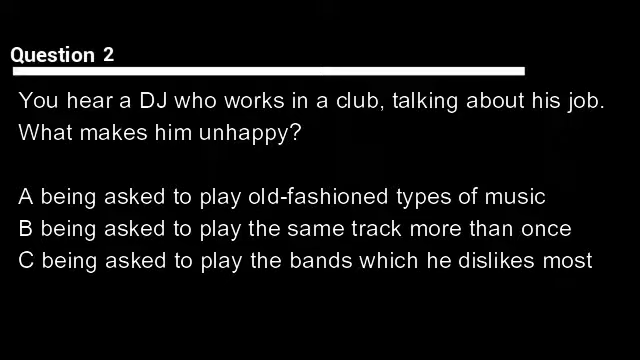 Question 2
You hear a DJ who works in a club, talking about his job.
What makes him unhappy?
A being asked to play old-fashioned types of music
B being asked to play the same track more than once
C being asked to play the bands which he dislikes most